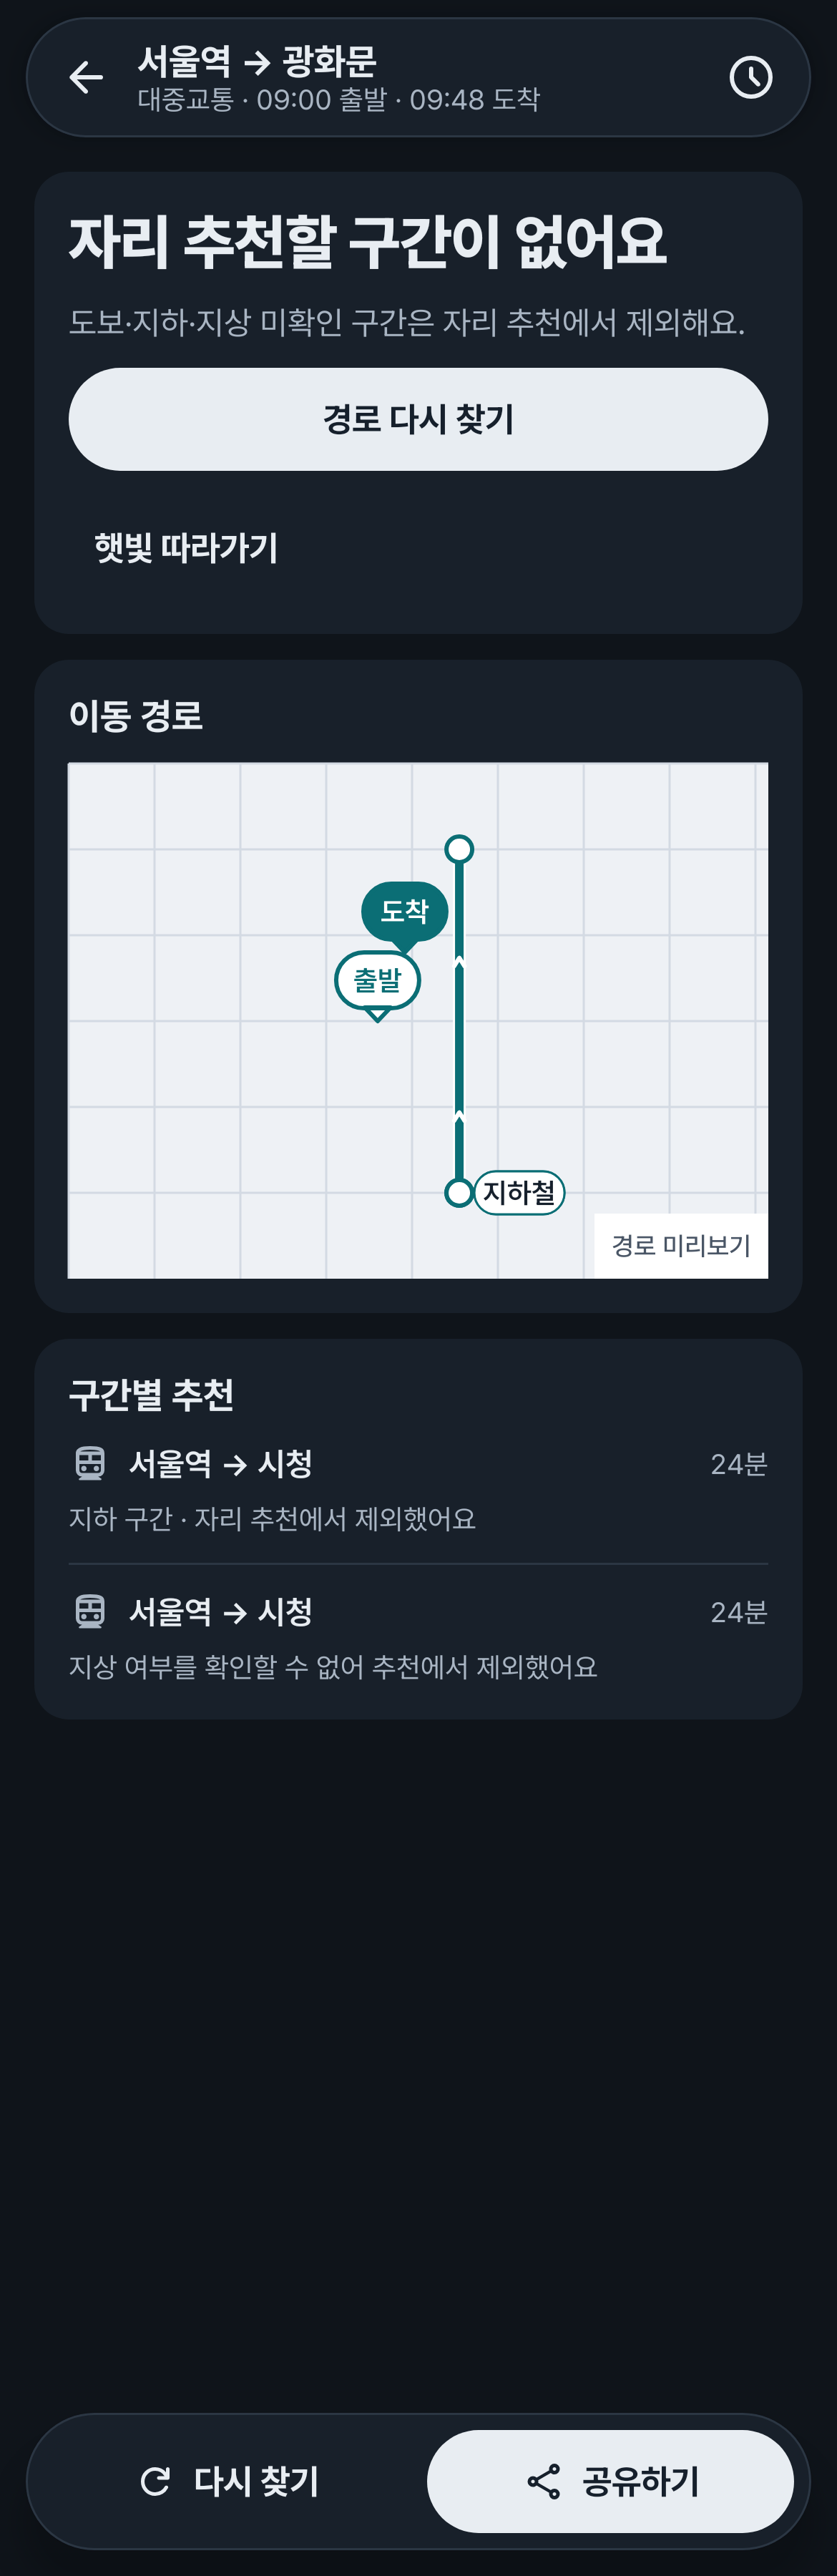 서울역 → 광화문
대중교통 · 09:00 출발 · 09:48 도착
자리 추천할 구간이 없어요
도보·지하·지상 미확인 구간은 자리 추천에서 제외해요.
경로 다시 찾기
햇빛 따라가기
이동 경로
도착
출발
지하철
경로 미리보기
구간별 추천
서울역 → 시청 24분
지하 구간 · 자리 추천에서 제외했어요
서울역 → 시청 24분
지상 여부를 확인할 수 없어 추천에서 제외했어요
다시 찾기 공유하기